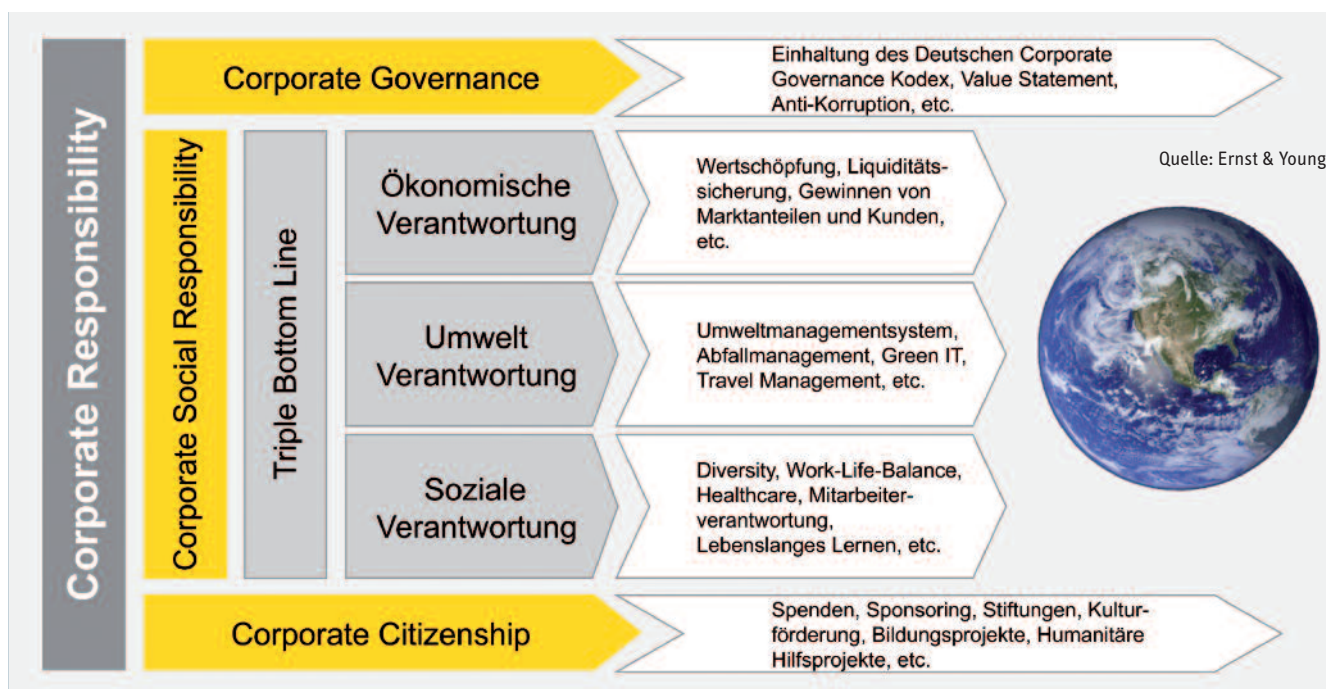 Corporate Responsibility
Corporate Governance
Einhaltung des Deutschen Corporate
Governance Kodex, Value Statement,
Anti-Korruption, etc.
Corporate Social Responsibility
Triple Bottom Line
Ökonomische
Verantwortung
Wertschöpfung, Liquiditäts-
sicherung, Gewinnen von
Marktanteilen und Kunden,
etc.
Quelle: Ernst & Young
Umwelt
Verantwortung
Umweltmanagementsystem,
Abfallmanagement, Green IT,
Travel Management, etc.
Soziale
Verantwortung
Diversity, Work-Life-Balance,
Healthcare, Mitarbeiter-
verantwortung,
Lebenslanges Lernen, etc.
Corporate Citizenship
Spenden, Sponsoring, Stiftungen, Kultur-
förderung, Bildungsprojekte, Humanitäre
Hilfsprojekte, etc.